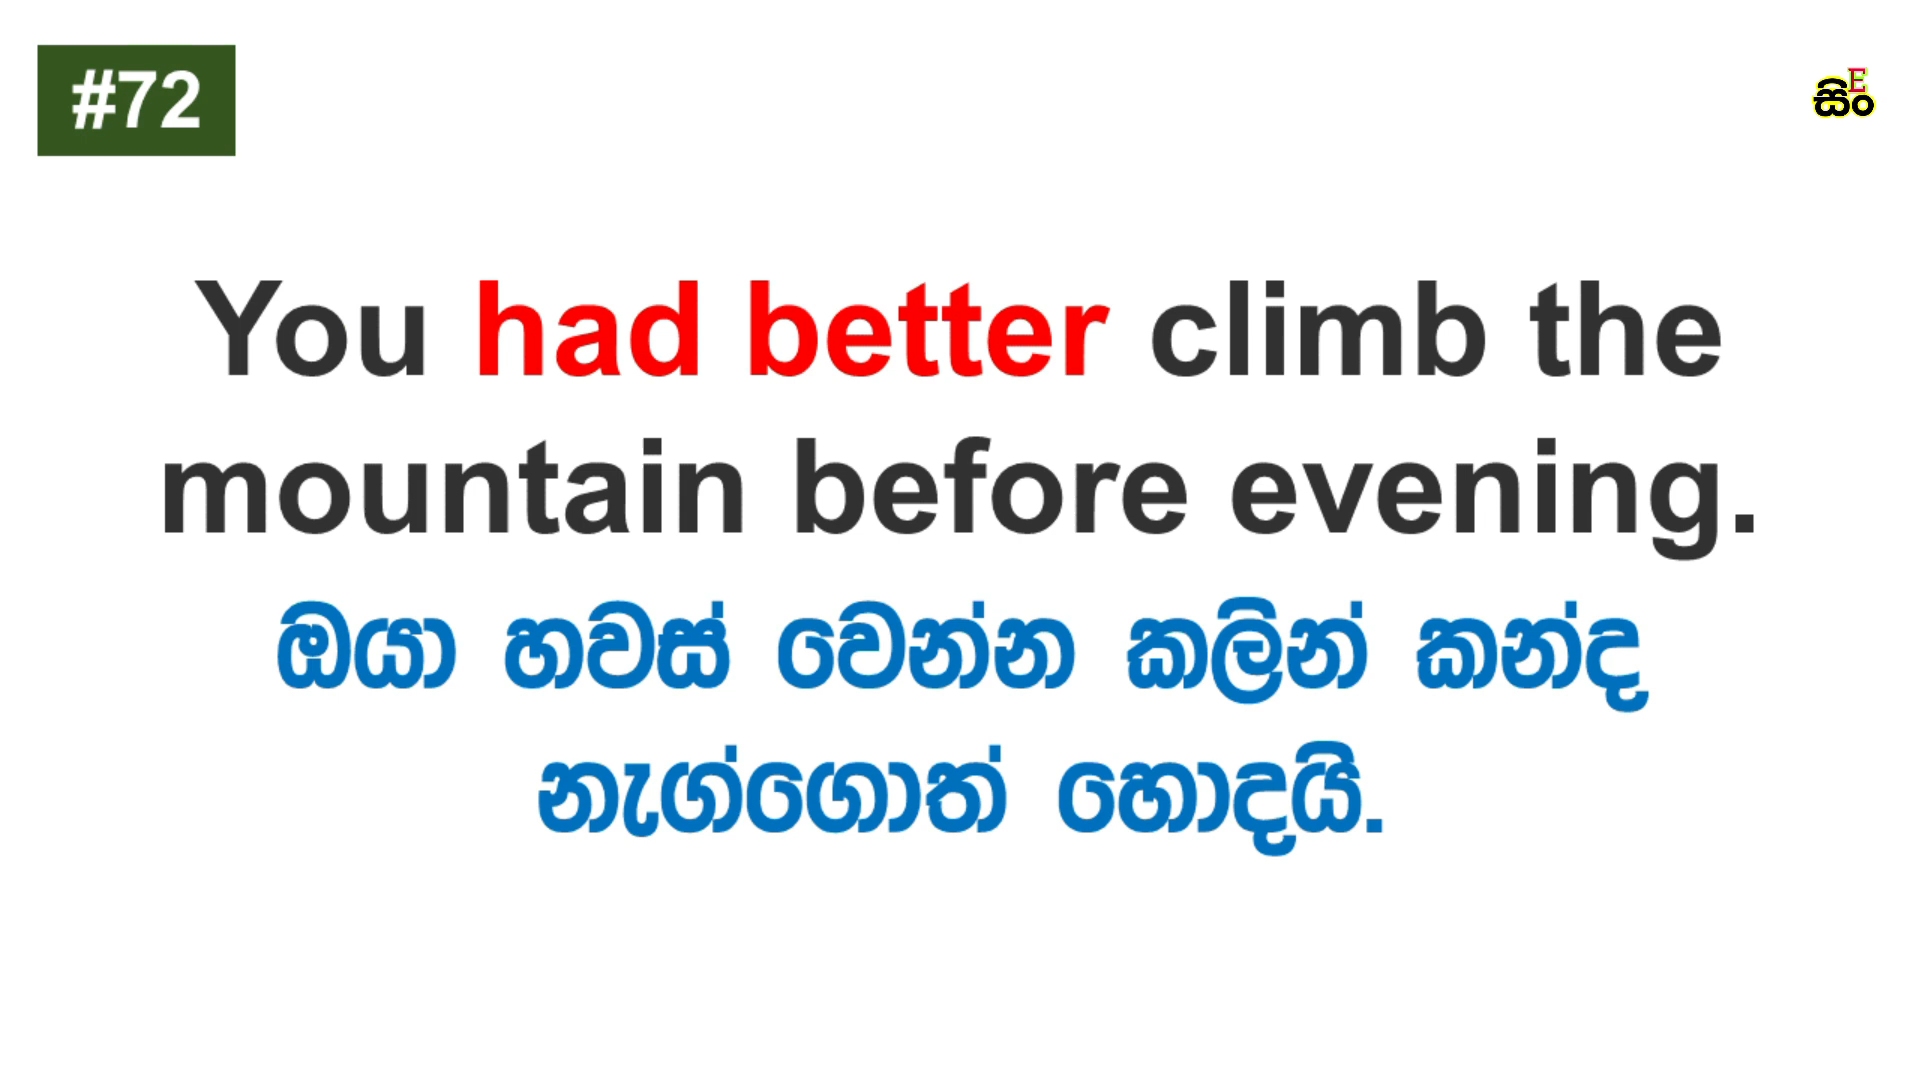 #72
සිං
E
You had better climb the
mountain before evening.
ඔයා හවස් වෙන්න කලින් කන්ද
නැග්ගොත් හොදයි.